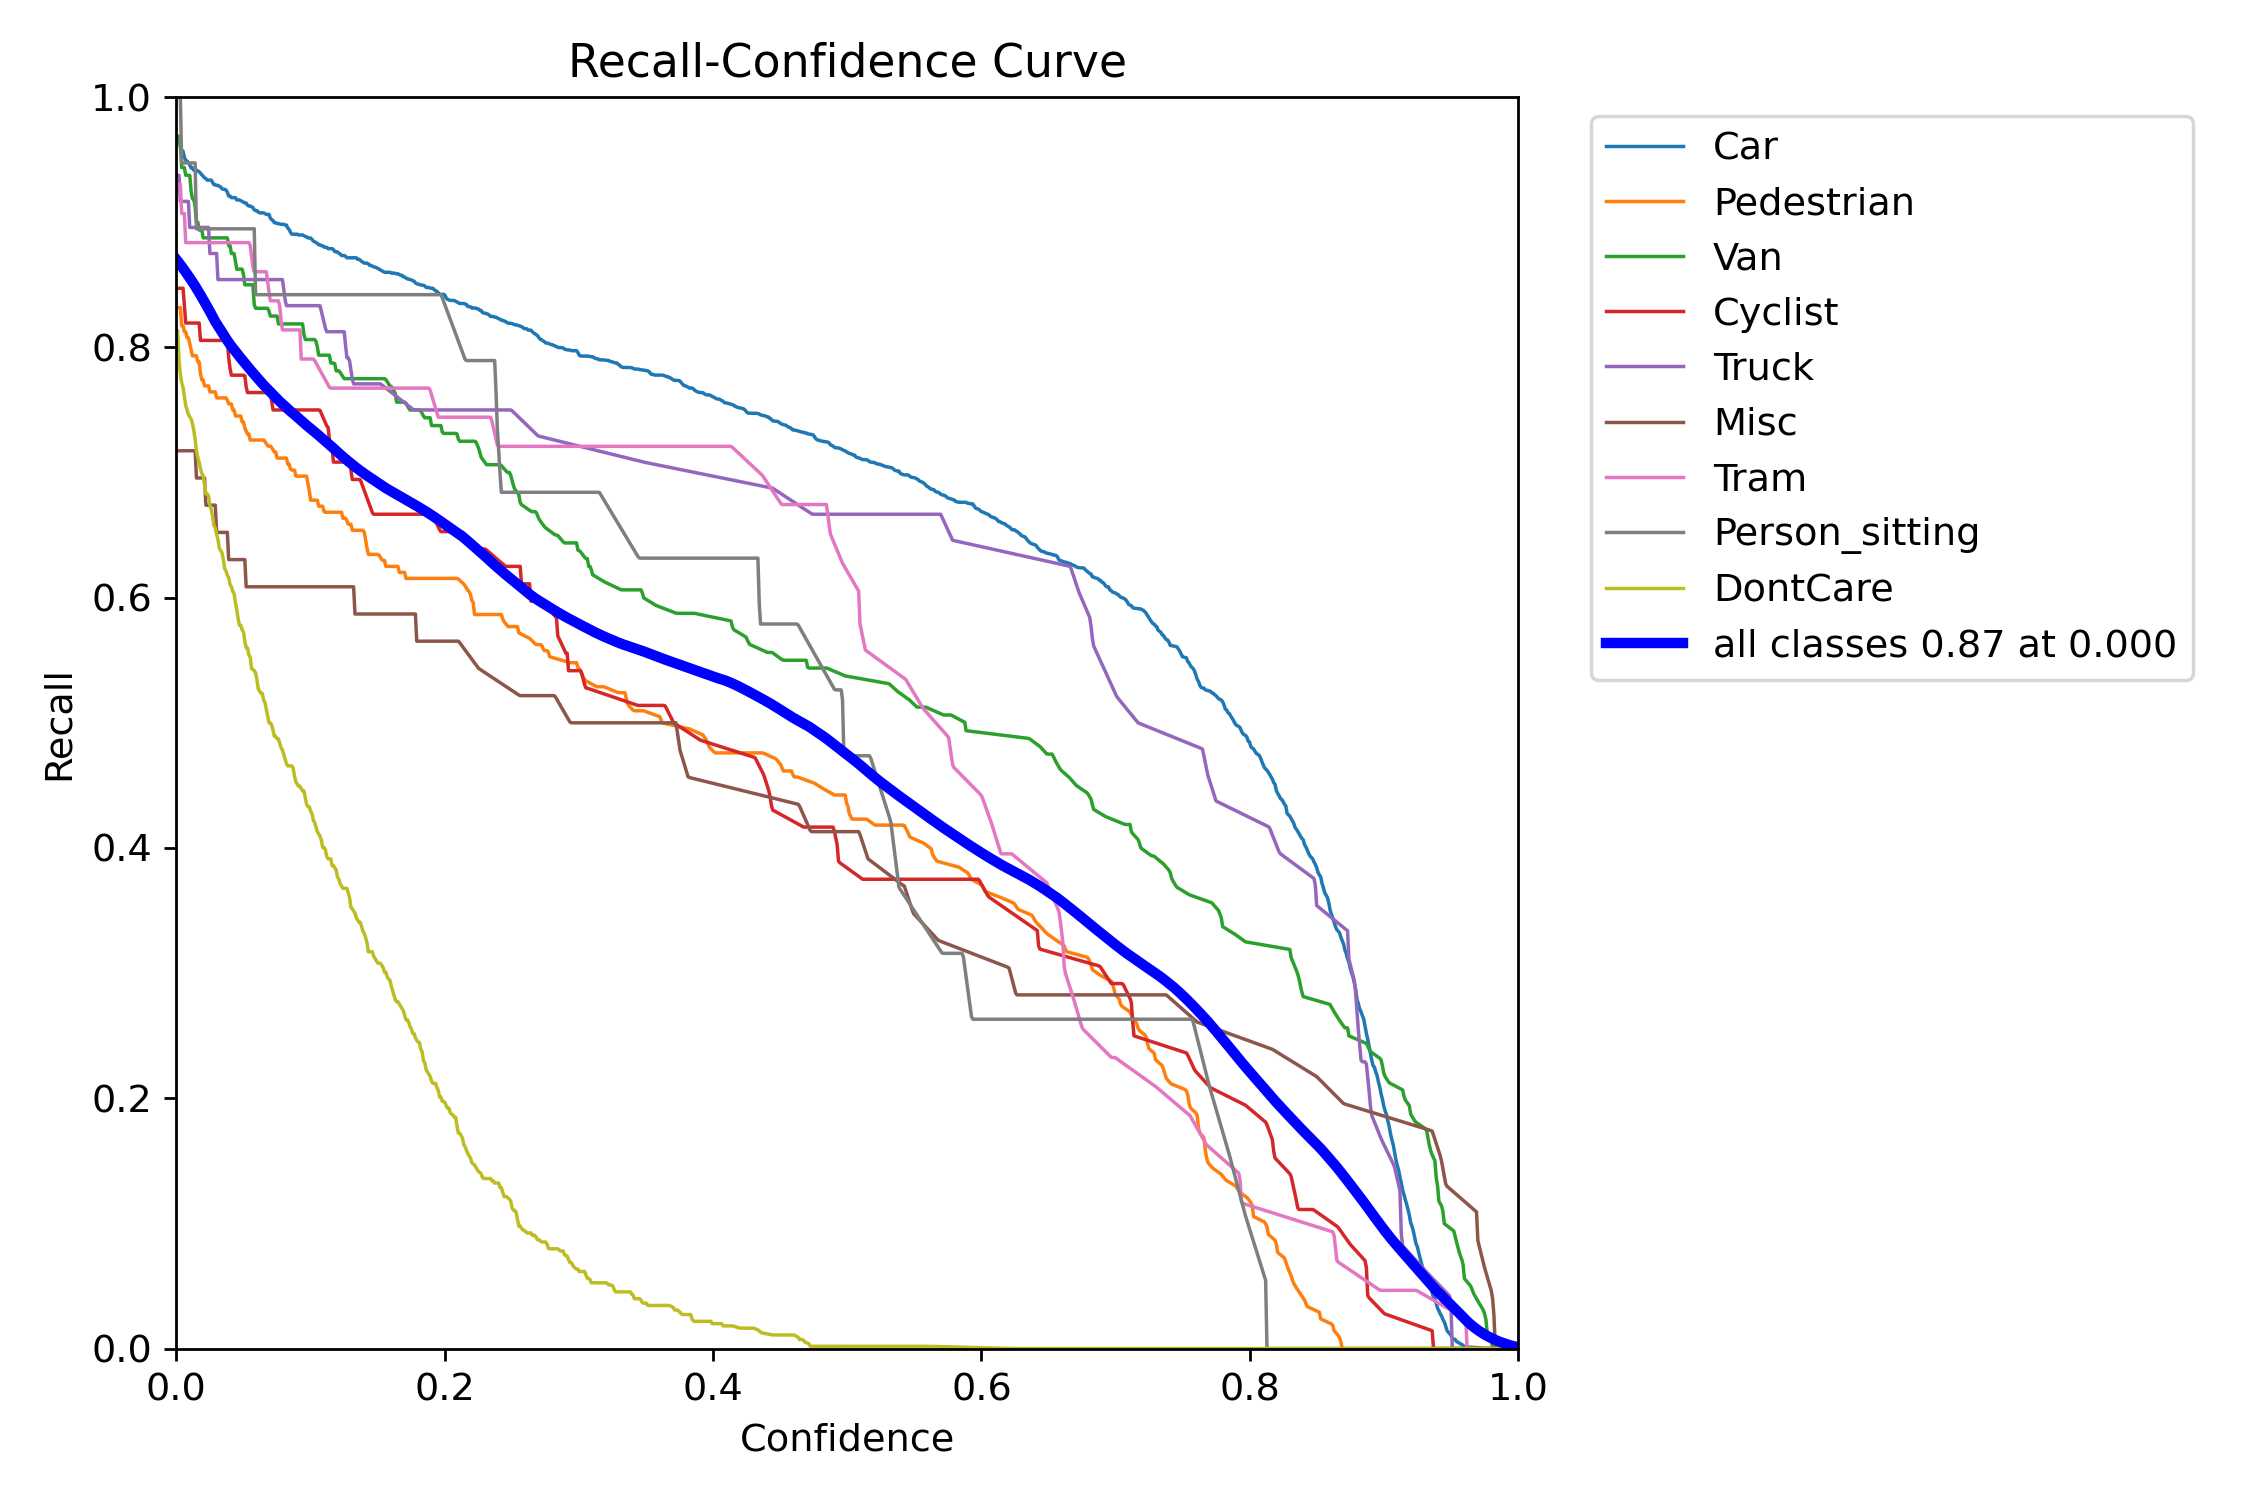 Recall-Confidence Curve
1.0
0.8
0.6
0.4
0.2
0.0
Recall
0.0 0.2 0.4 0.6 0.8 1.0
Confidence
Car
Pedestrian
Van
Cyclist
Truck
Misc
Tram
Person_sitting
DontCare
all classes 0.87 at 0.000